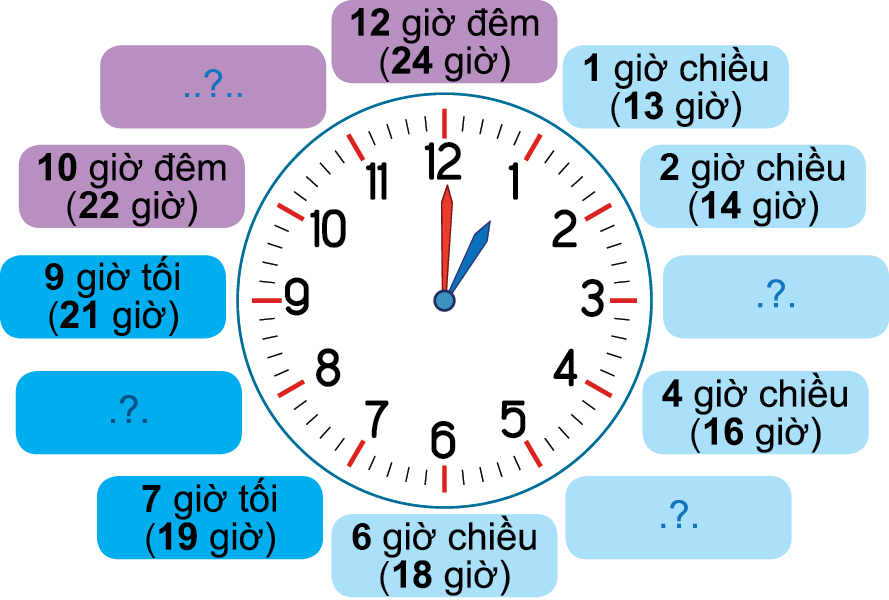 12 giờ đêm
(24 giờ)
1 giờ chiều
(13 giờ)
2 giờ chiều
(14 giờ)
.?.
4 giờ chiều
(16 giờ)
.?.
6 giờ chiều
(18 giờ)
7 giờ tối
(19 giờ)
.?.
9 giờ tối
(21 giờ)
10 giờ đêm
(22 giờ)
..?..
12
1
2
3
4
5
6
7
8
9
10
11